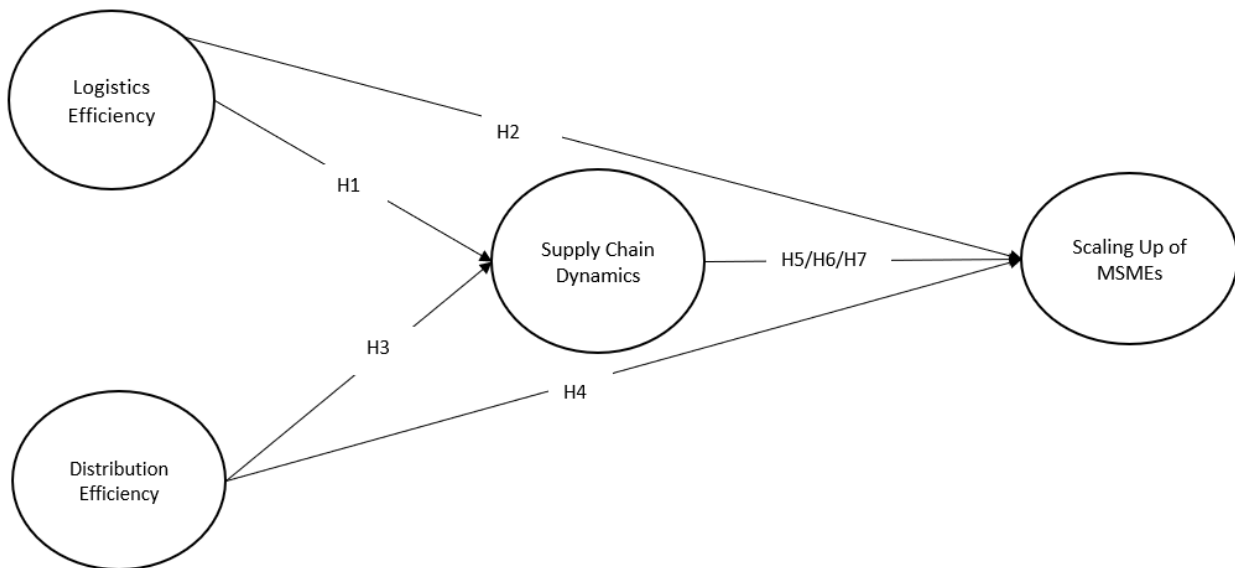 Logistics
Efficiency
H2
H1
Supply Chain
Dynamics
H5/H6/H7
Scaling Up of
MSMEs
H3
H4
Distribution
Efficiency